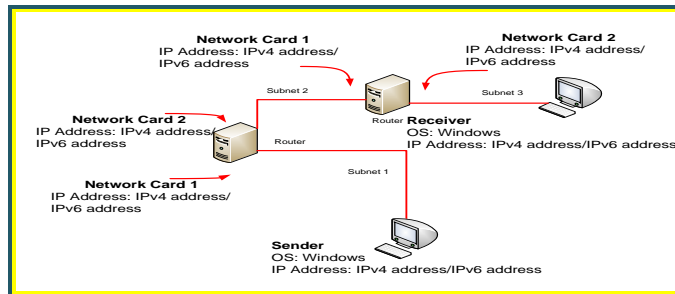 Network Card 1
IP Address: IPv4 address/
IPv6 address
Network Card 2
IP Address: IPv4 address/
IPv6 address
Subnet 2
Subnet 3
Network Card 2
IP Address: IPv4 address/
IPv6 address
Router
Receiver
OS: Windows
IP Address: IPv4 address/IPv6 address
Router
Subnet 1
Network Card 1
IP Address: IPv4 address/
IPv6 address
Sender
OS: Windows
IP Address: IPv4 address/IPv6 address